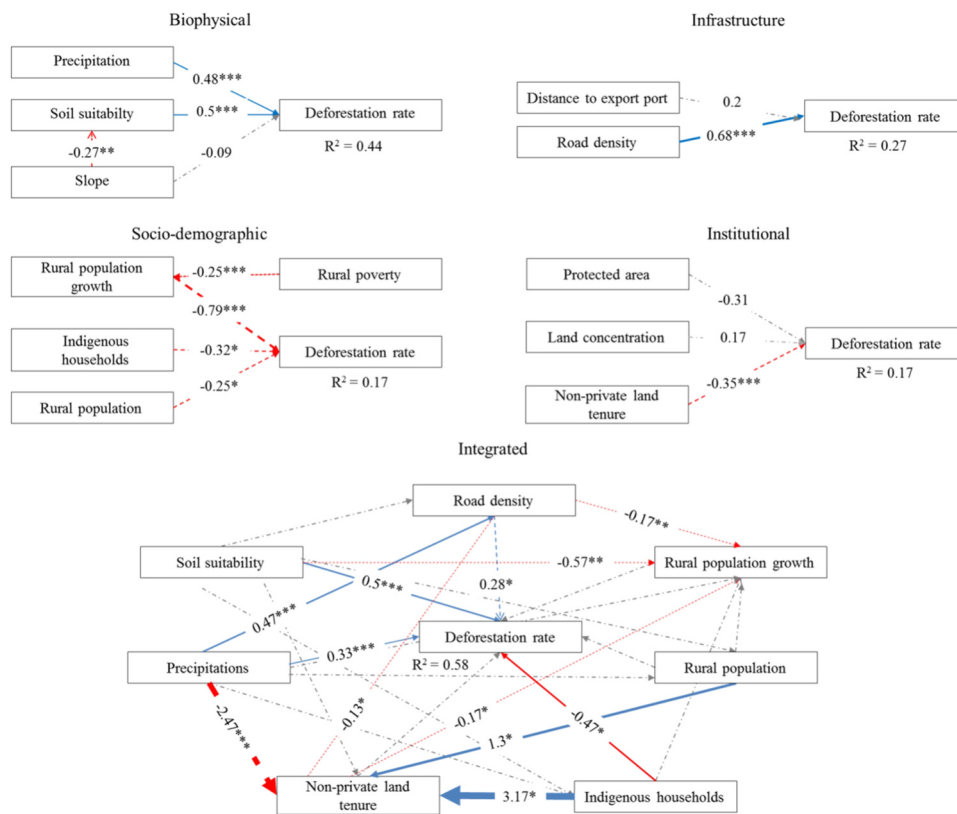 Biophysical
Precipitation
0.48***
Soil suitabilty
0.5***
Deforestation rate
R² = 0.44
-0.27**
-0.09
Slope
Infrastructure
Distance to export port
0.2
Deforestation rate
Road density
0.68***
R² = 0.27
Socio-demographic
Rural population
growth
-0.25***
Rural poverty
-0.79***
Indigenous
households
-0.32*
Deforestation rate
R² = 0.17
-0.25*
Rural population
Institutional
Protected area
-0.31
Land concentration
0.17
Deforestation rate
R² = 0.17
-0.35***
Non-private land
tenure
Integrated
Road density
-0.17**
Soil suitability
-0.57**
Rural population growth
0.5***
0.28*
0.47***
Deforestation rate
Precipitations
0.33***
R² = 0.58
Rural population
-2.47***
-0.13*
-0.17*
1.3*
-0.47*
Non-private land
tenure
3.17*
Indigenous households